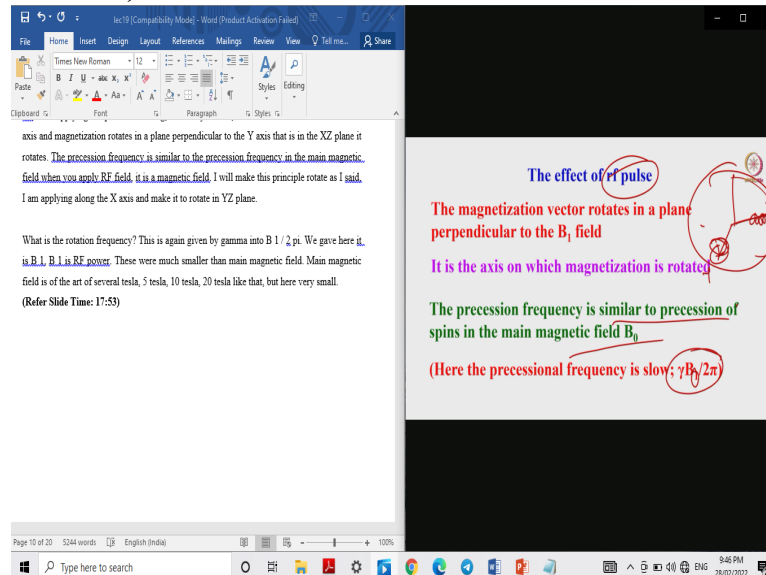 lec19 [Compatibility Mode] - Word (Product Activation Failed)
File Home Insert Design Layout References Mailings Review View Tell me... Share
Times New Roman 12
Paste
B I U abc x₂ x²
A A Aa A A
Styles Editing
Clipboard Font Paragraph Styles
axis and magnetization rotates in a plane perpendicular to the Y axis that is in the XZ plane it
rotates. The precession frequency is similar to the precession frequency in the main magnetic
field when you apply RF field, it is a magnetic field. I will make this principle rotate as I said,
I am applying along the X axis and make it to rotate in YZ plane.
What is the rotation frequency? This is again given by gamma into B 1 / 2 pi. We gave here it
is B 1, B 1 is RF power. These were much smaller than main magnetic field. Main magnetic
field is of the art of several tesla, 5 tesla, 10 tesla, 20 tesla like that, but here very small.
(Refer Slide Time: 17:53)
Page 10 of 20 5244 words English (India) 100%
The effect of rf pulse
The magnetization vector rotates in a plane
perpendicular to the B₁ field
It is the axis on which magnetization is rotated
The precession frequency is similar to precession of
spins in the main magnetic field B₀
(Here the precessional frequency is slow; γB/2π)
Type here to search
ENG
9:46 PM
28/02/2022